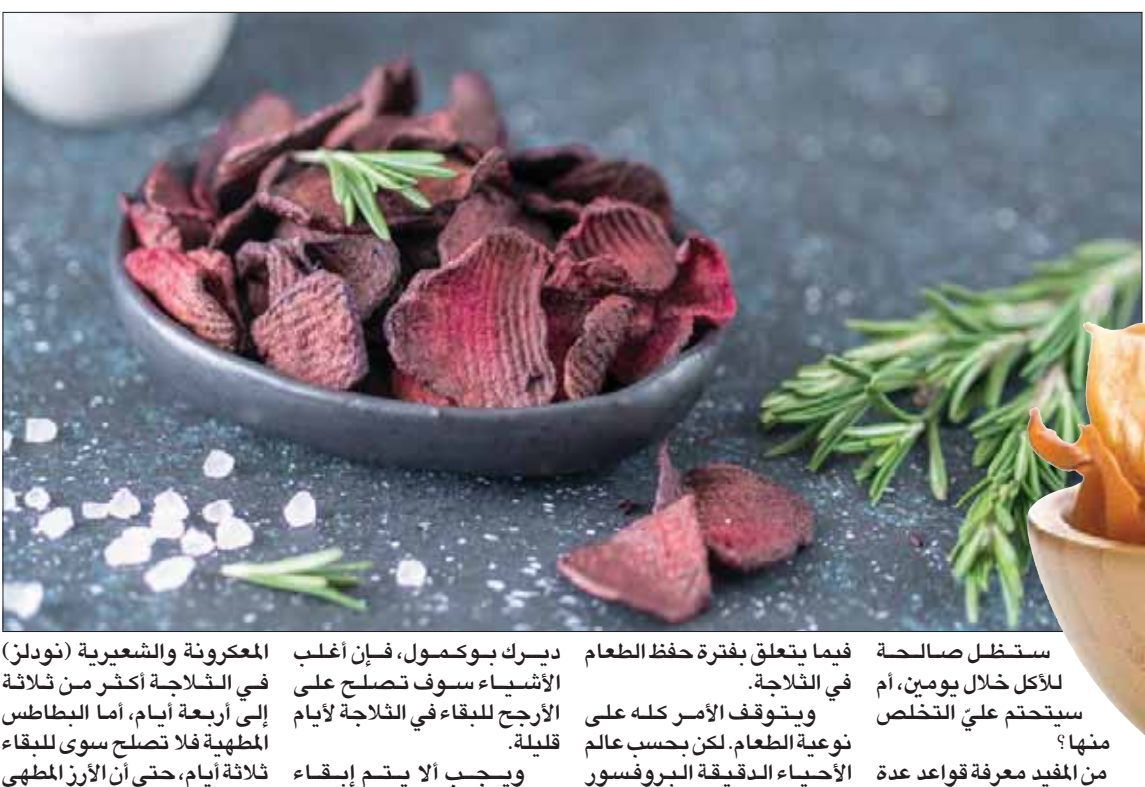 ستظل صالحة
للأكل خلال يومين، أم
سيتحتم عليّ التخلص
منها؟
من المفيد معرفة قواعد عدة
فيما يتعلق بفترة حفظ الطعام
في الثلاجة.
ويتوقف الأمر كله على
نوعية الطعام. لكن بحسب عالم
الأحياء الدقيقة البروفسور
ديرك بوكمول، فإن أغلب
الأشياء سوف تصلح على
الأرجح للبقاء في الثلاجة لأيام
قليلة.
ويجب ألا يتم إبقاء
المعكرونة والشعيرية (نودلز)
في الثلاجة أكثر من ثلاثة
إلى أربعة أيام، أما البطاطس
المطهية فلا تصلح سوى للبقاء
ثلاثة أيام، حتى أن الأرز المطهى